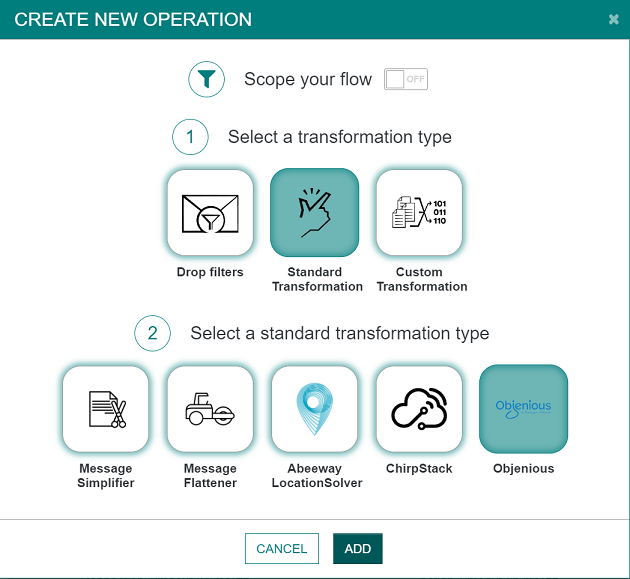 CREATE NEW OPERATION
Scope your flow OFF
1 Select a transformation type
101
011
110
Drop filters Standard Custom
Transformation Transformation
2 Select a standard transformation type
Objenious
Message Message Abeeway ChirpStack Objenious
Simplifier Flattener LocationSolver
CANCEL ADD